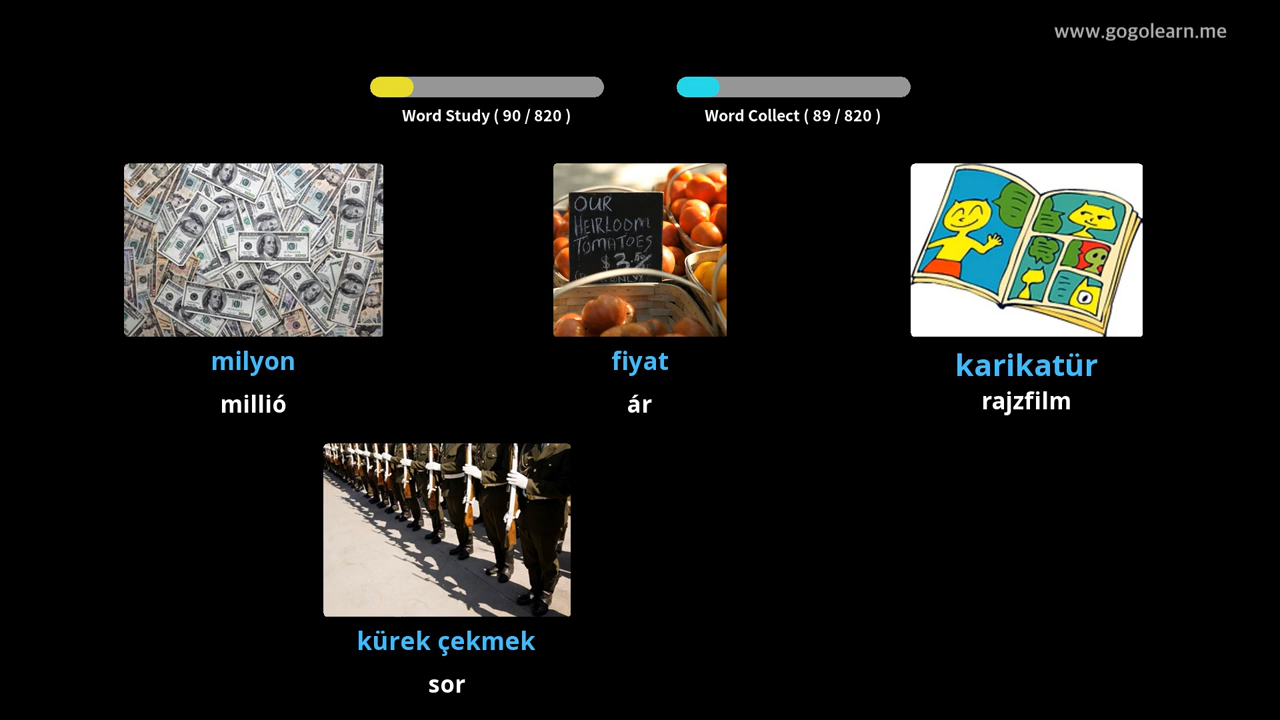 www.gogolearn.me
Word Study ( 90 / 820 )
Word Collect ( 89 / 820 )
OUR
HEIRLOOM
TOMATOES
milyon
fiyat
karikatür
millió
ár
rajzfilm
kürek çekmek
sor